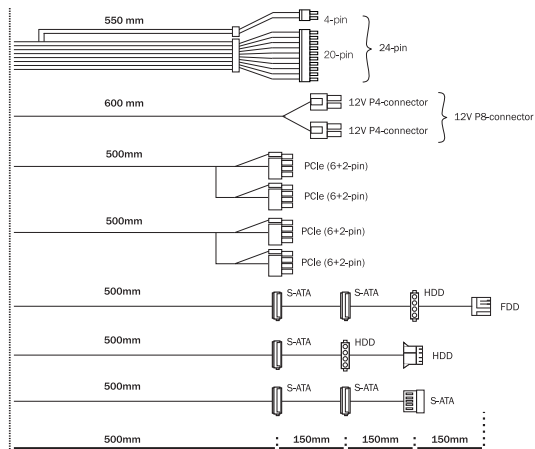 550 mm
4-pin
20-pin
24-pin
600 mm
12V P4-connector
12V P4-connector
12V P8-connector
500mm
PCIe (6+2-pin)
PCIe (6+2-pin)
500mm
PCIe (6+2-pin)
PCIe (6+2-pin)
500mm
S-ATA
S-ATA
HDD
FDD
500mm
S-ATA
HDD
HDD
500mm
S-ATA
S-ATA
S-ATA
500mm
150mm
150mm
150mm